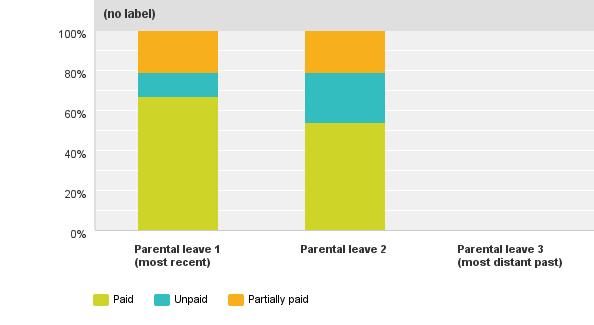 (no label)
100%
80%
60%
40%
20%
0%
Parental leave 1
(most recent)
Parental leave 2
Parental leave 3
(most distant past)
Paid
Unpaid
Partially paid